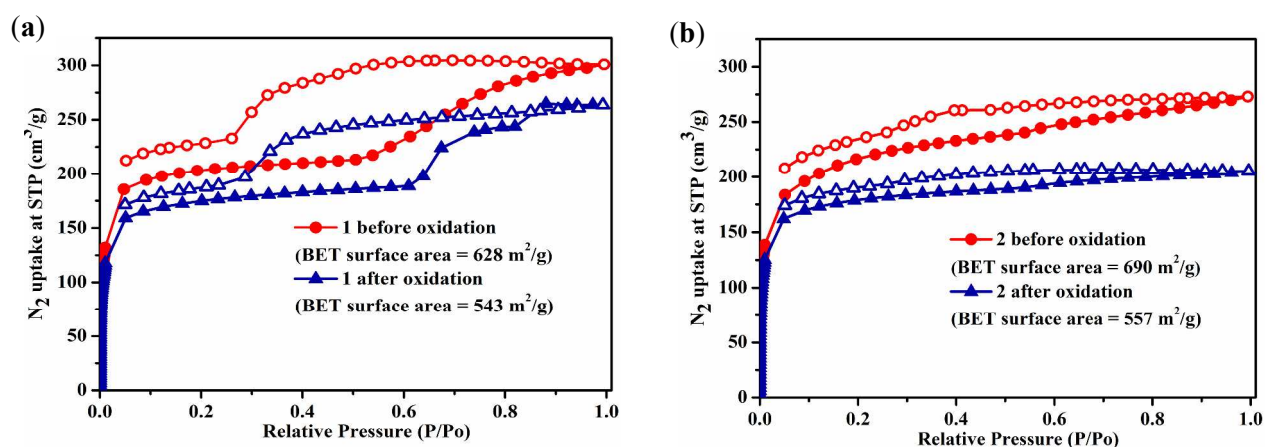 (a)
N2 uptake at STP (cm3/g)
300
250
200
150
100
50
0
1 before oxidation
(BET surface area = 628 m2/g)
1 after oxidation
(BET surface area = 543 m2/g)
0.0 0.2 0.4 0.6 0.8 1.0
Relative Pressure (P/Po)
(b)
N2 uptake at STP (cm3/g)
300
250
200
150
100
50
0
2 before oxidation
(BET surface area = 690 m2/g)
2 after oxidation
(BET surface area = 557 m2/g)
0.0 0.2 0.4 0.6 0.8 1.0
Relative Pressure (P/Po)